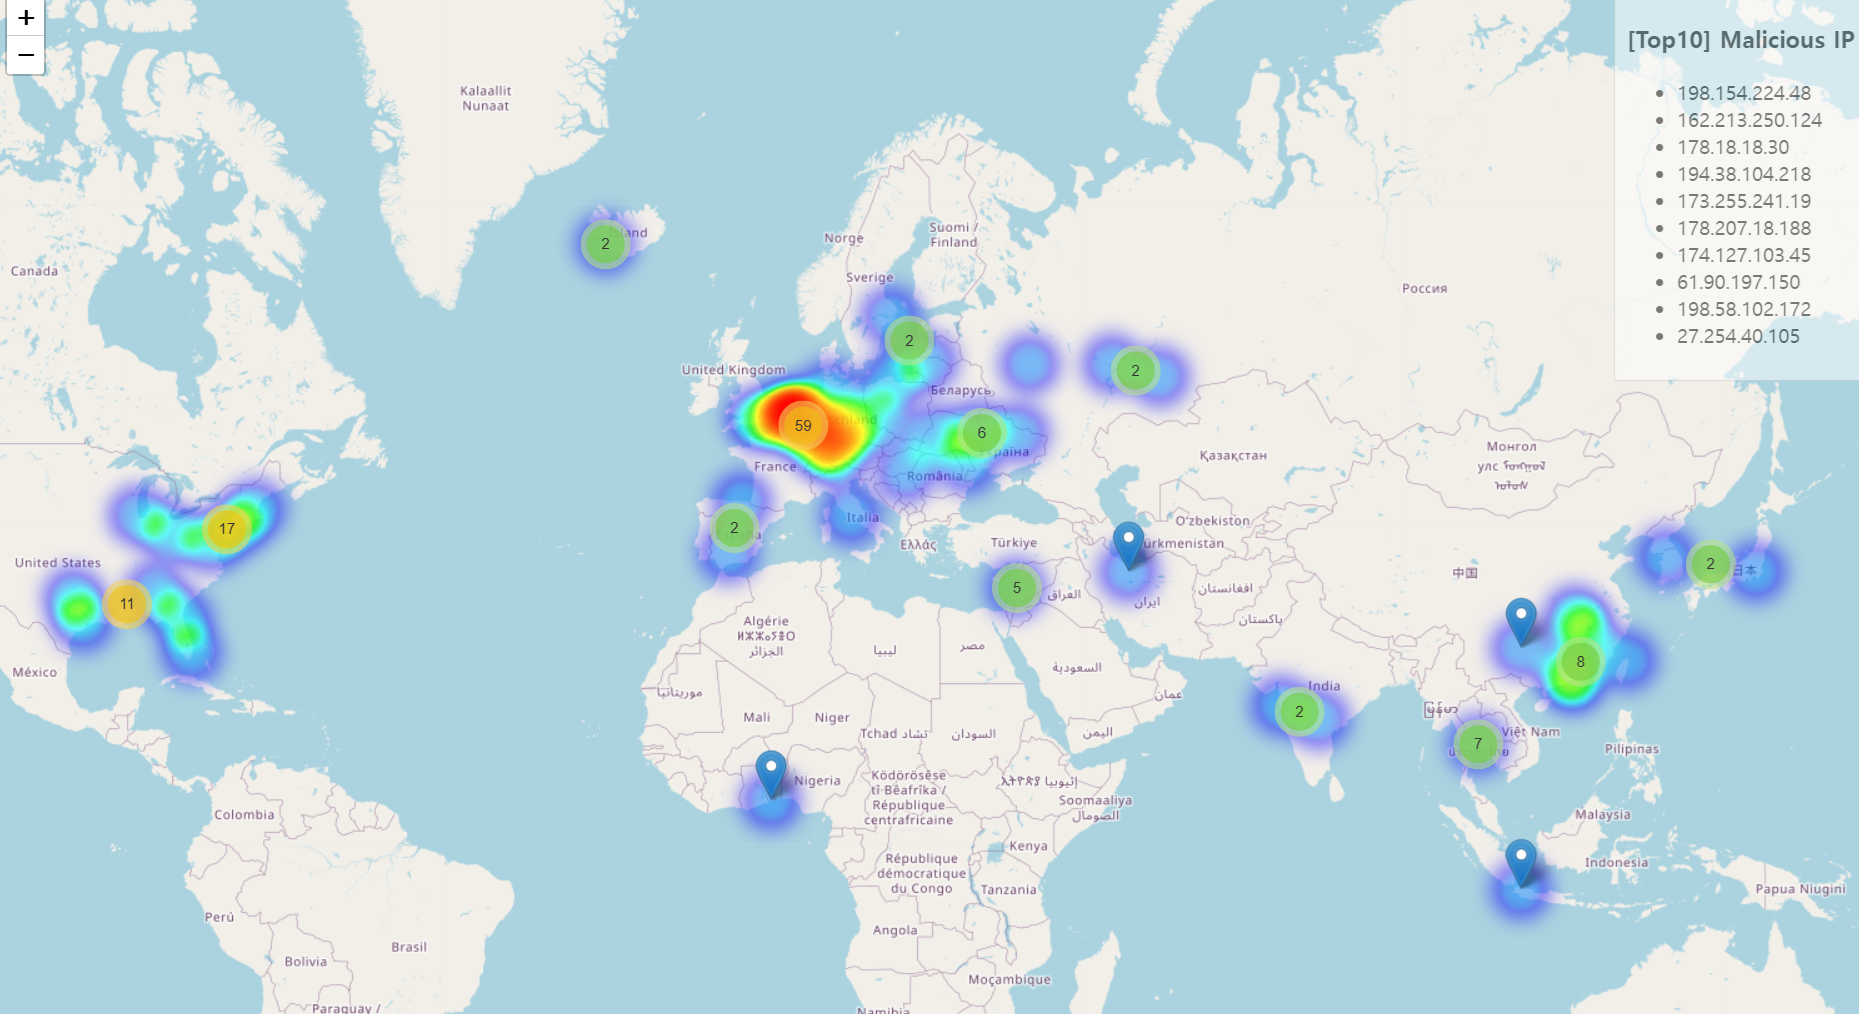 +
−
[Top10] Malicious IP
198.154.224.48
162.213.250.124
178.18.18.30
194.38.104.218
173.255.241.19
178.207.18.188
174.127.103.45
61.90.197.150
198.58.102.172
27.254.40.105
Kalaallit
Nunaat
2
Canada
Norge
Suomi /
Finland
Sverige
Россия
2
United Kingdom
2
Беларусь
59
6
France
România
Қазақстан
Монгол
улс
17
2
Italia
Ελλάς
Türkiye
Oʻzbekiston
United States
中国
2
日本
11
5
العراق
ایران
افغانستان
پاکستان
Algérie
ⵍⵣⵣⴰⵢⴻⵔ
الجزائر
ليبيا
مصر
السعودية
عمان
México
موريتانيا
8
2
India
Mali
Niger
Tchad تشاد
السودان
اليمن
7
Việt Nam
Pilipinas
Nigeria
Ködörösêse
tî Bêafrîka /
République
centrafricaine
Soomaaliya
الصومال
Colombia
Malaysia
Kenya
République
démocratique
du Congo
Indonesia
Tanzania
Papua Niugini
Perú
Angola
Brasil
Bolivia
Moçambique
Paraguay /
Namibia